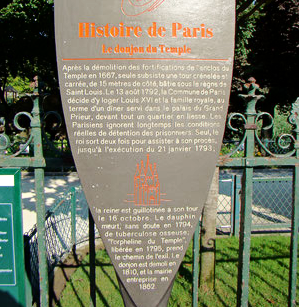 Histoire de Paris
Le donjon du Temple
Après la démolition des fortifications de l'enclos du
Temple en 1667, seule subsiste une tour crénelée et
carrée, de 15 mètres de côté, bâtie sous le règne de
Saint Louis. Le 13 août 1792, la Commune de Paris
décide d'y loger Louis XVI et la famille royale, au
terme d'un dîner servi dans le palais du Grand
Prieur, devant tout un quartier en liesse. Les
Parisiens ignorent longtemps les conditions
réelles de détention des prisonniers. Seul, le
roi sort deux fois pour assister à son procès,
jusqu'à l'exécution du 21 janvier 1793;
la reine est guillotinée à son tour
le 16 octobre. Le dauphin
meurt, sans doute en 1794,
de tuberculose osseuse;
"l'orpheline du Temple",
libérée en 1795, prend
le chemin de l'exil. Le
donjon est démoli en
1810, et la mairie
entreprise en
1862